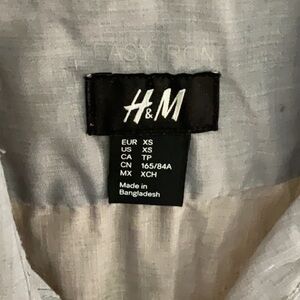 EASY IRON
H&M
EUR XS
US XS
CA TP
CN 165/84A
MX XCH
Made in
Bangladesh